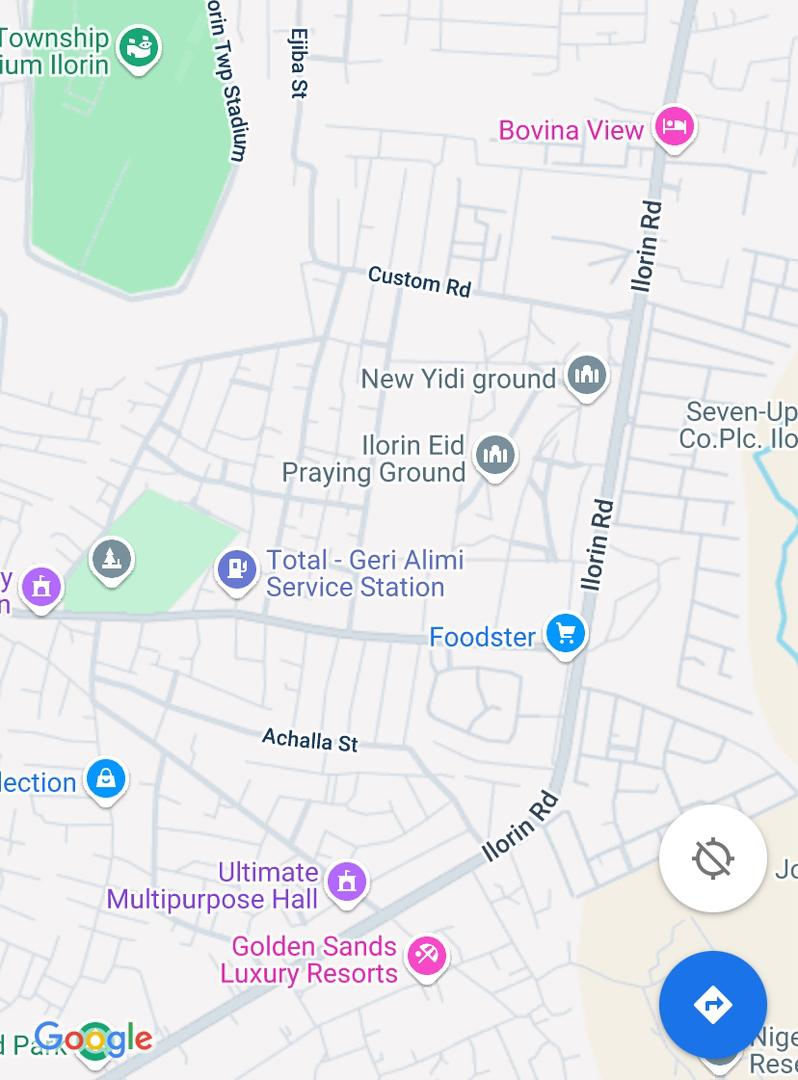 Township
ium Ilorin
orin Twp Stadium
Ejiba St
Bovina View
Ilorin Rd
Custom Rd
New Yidi ground
Seven-Up
Co.Plc. Ilo
Ilorin Eid
Praying Ground
Ilorin Rd
y
n
Total - Geri Alimi
Service Station
Foodster
Achalla St
lection
Ilorin Rd
Ultimate
Multipurpose Hall
Jo
Golden Sands
Luxury Resorts
Google
d Park
Nige
Rese